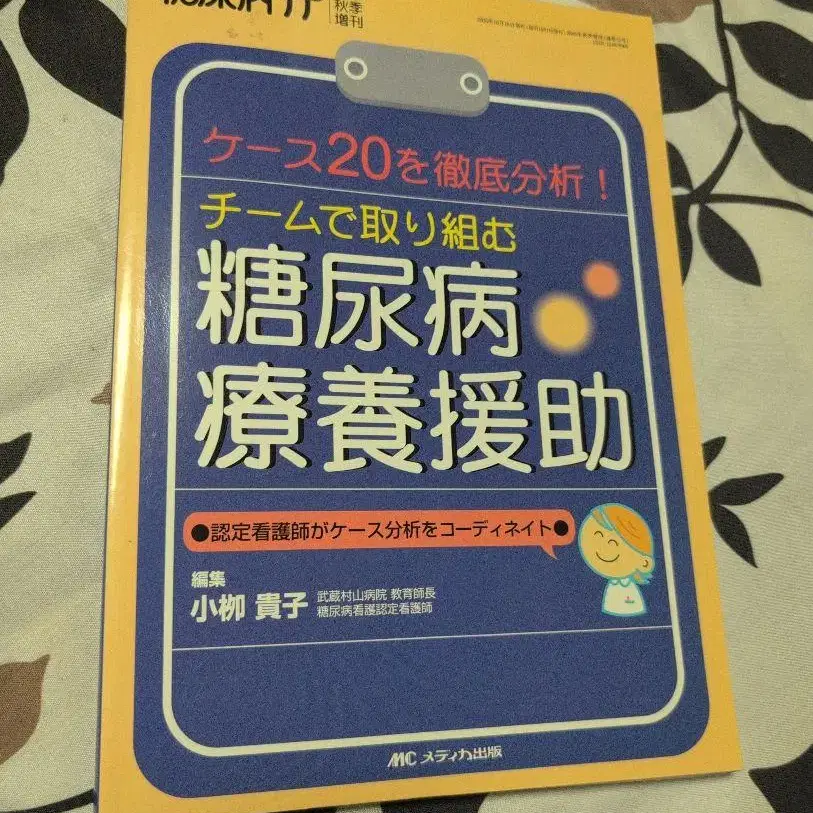 秋季
増刊
ケース20を徹底分析！
チームで取り組む
糖尿病
療養援助
●認定看護師がケース分析をコーディネイト●
編集
小栁 貴子
武蔵村山病院 教育師長
糖尿病看護認定看護師
MC メディカ出版